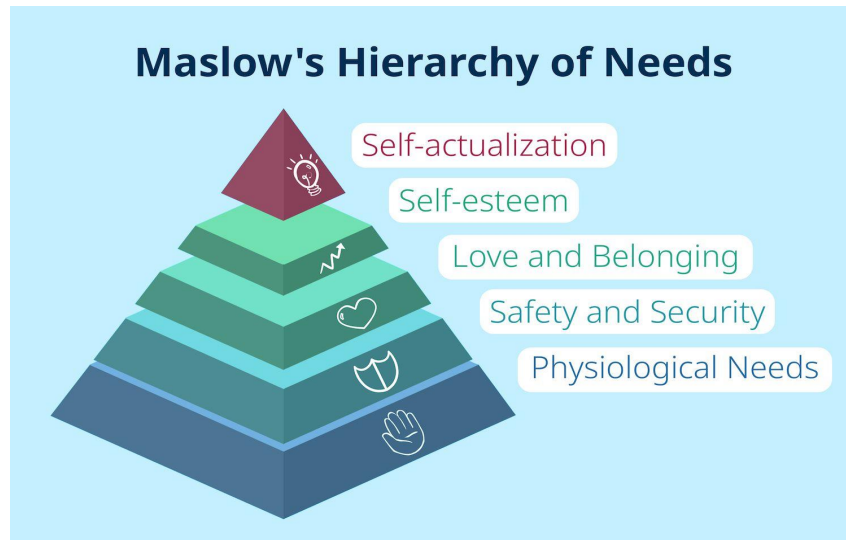 Maslow's Hierarchy of Needs
Self-actualization
Self-esteem
Love and Belonging
Safety and Security
Physiological Needs